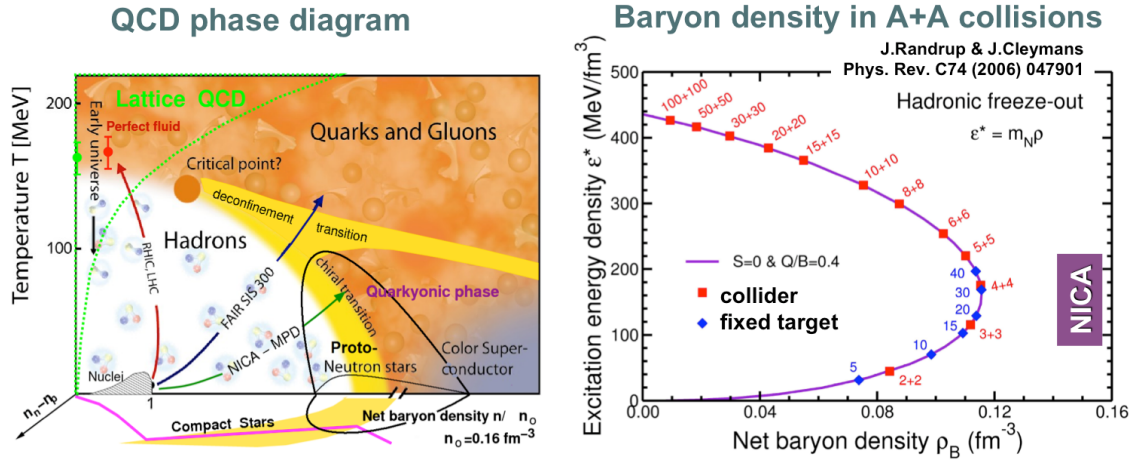 QCD phase diagram
Temperature T [MeV]
200
100
Lattice QCD
Early universe
Perfect fluid
Quarks and Gluons
Critical point?
deconfinement transition
Hadrons
chiral transition
Quarkyonic phase
RHIC, LHC
FAIR SIS 300
NICA – MPD
Proto-
Neutron stars
Color Super-
conductor
Nuclei
nₙ–nₚ
1
Compact Stars
Net baryon density n/ n₀
n₀=0.16 fm⁻³
Baryon density in A+A collisions
J.Randrup & J.Cleymans
Phys. Rev. C74 (2006) 047901
Excitation energy density ε* (MeV/fm³)
500
400
300
200
100
0
Hadronic freeze-out
ε* = m_Nρ
100+100
50+50
30+30
20+20
15+15
10+10
8+8
6+6
5+5
4+4
3+3
2+2
40
30
20
15
10
5
S=0 & Q/B=0.4
collider
fixed target
NICA
0.00
0.04
0.08
0.12
0.16
Net baryon density ρ_B (fm⁻³)